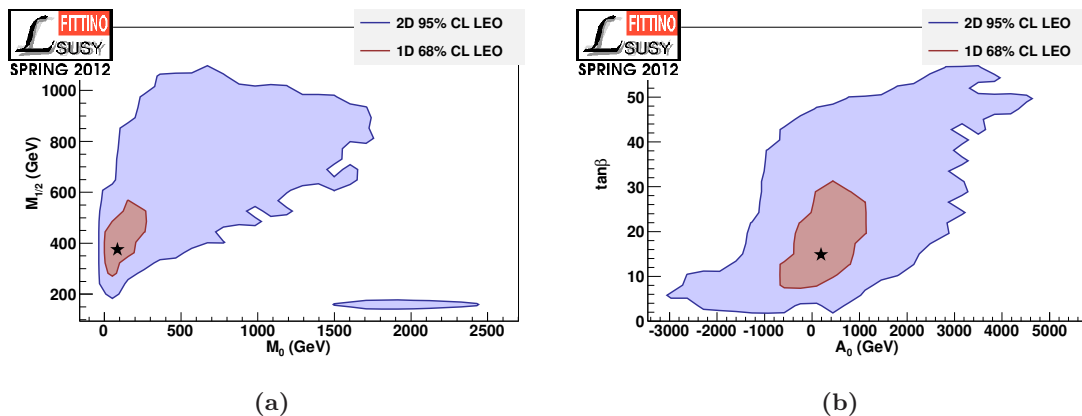 FITTINO
L SUSY
SPRING 2012
2D 95% CL LEO
1D 68% CL LEO
M1/2 (GeV)
1000
800
600
400
200
0 500 1000 1500 2000 2500
M0 (GeV)
(a)
FITTINO
L SUSY
SPRING 2012
2D 95% CL LEO
1D 68% CL LEO
tanβ
50
40
30
20
10
0
-3000 -2000 -1000 0 1000 2000 3000 4000 5000
A0 (GeV)
(b)